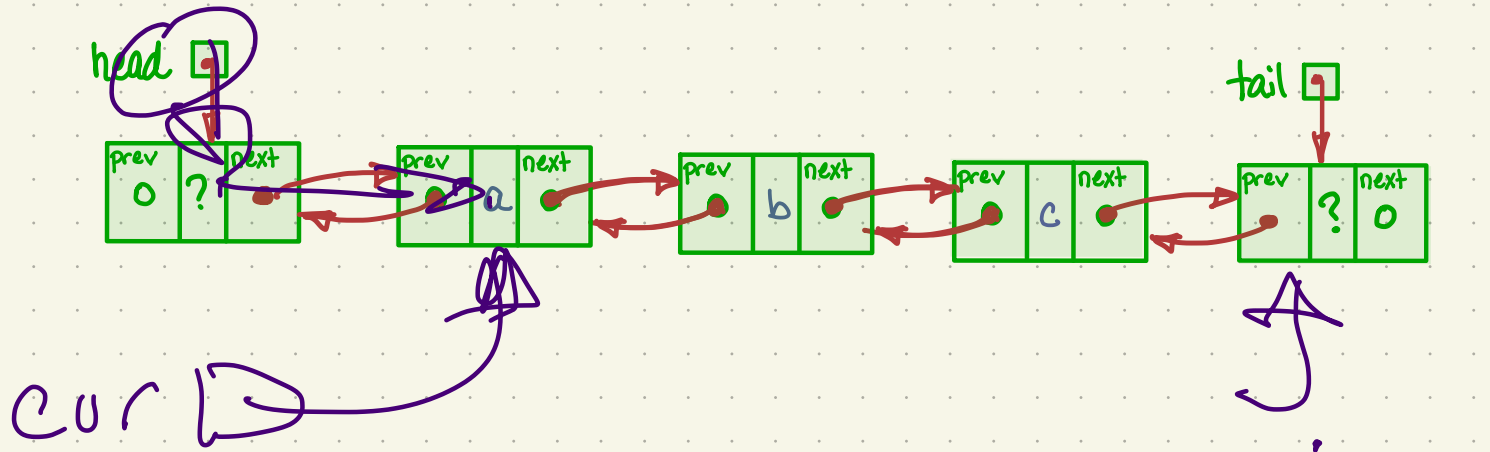 head tail
prev next prev next prev next prev next prev next
0 ? a b c ? 0
cur